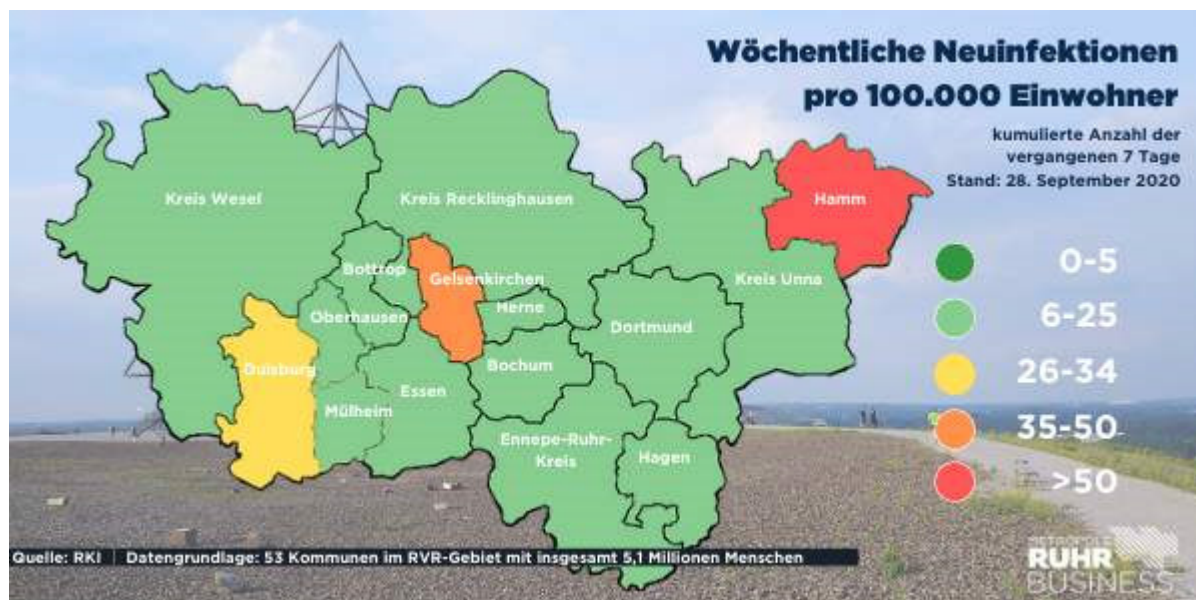 Wöchentliche Neuinfektionen
pro 100.000 Einwohner
kumulierte Anzahl der
vergangenen 7 Tage
Stand: 28. September 2020
Kreis Wesel
Kreis Recklinghausen
Hamm
Bottrop
Gelsenkirchen
Kreis Unna
Oberhausen
Herne
Dortmund
Duisburg
Bochum
Essen
Mülheim
Ennepe-Ruhr-
Kreis
Hagen
0-5
6-25
26-34
35-50
>50
Quelle: RKI | Datengrundlage: 53 Kommunen im RVR-Gebiet mit insgesamt 5,1 Millionen Menschen
METROPOLE
RUHR
BUSINESS